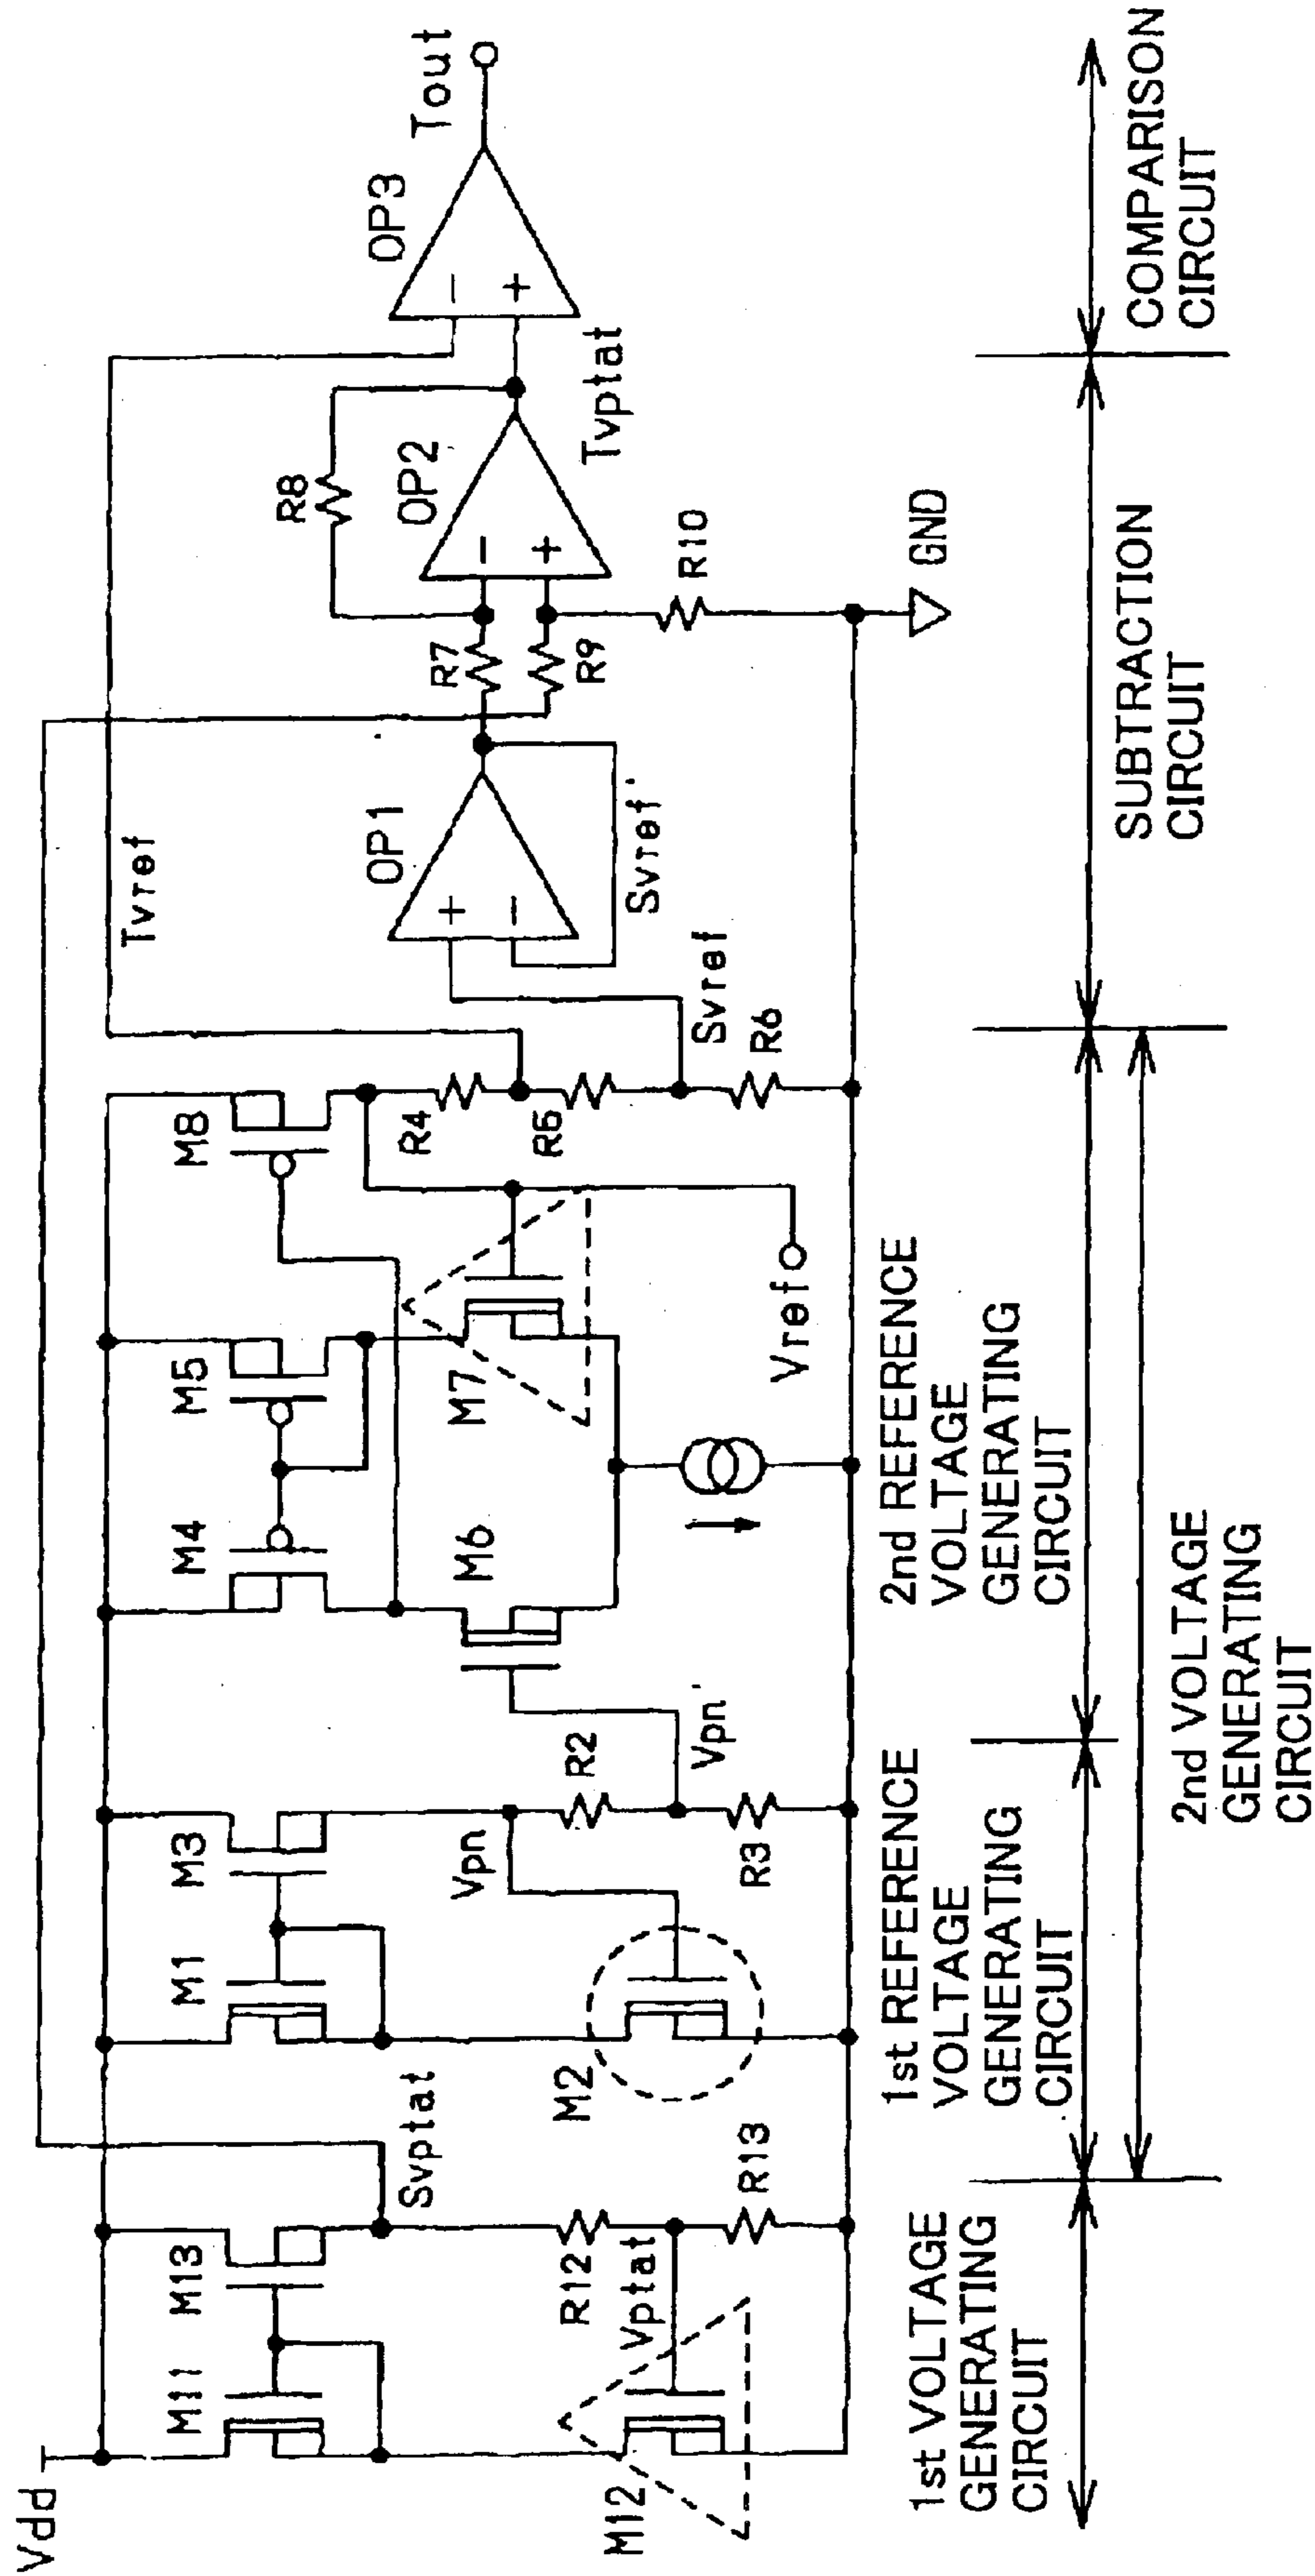 Vdd
M11
M13
M1
M3
M4
M5
M8
Tvref
OP3
Tout
R8
OP2
Tvptat
R7
R9
R10
GND
OP1
Svref'
Svref
R4
R5
R6
M7
M6
Vref
Vpn
R2
Vpn'
R3
M2
Svptat
R12
Vptat
R13
M12
1st VOLTAGE
GENERATING
CIRCUIT
1st REFERENCE
VOLTAGE
GENERATING
CIRCUIT
2nd REFERENCE
VOLTAGE
GENERATING
CIRCUIT
2nd VOLTAGE
GENERATING
CIRCUIT
SUBTRACTION
CIRCUIT
COMPARISON
CIRCUIT